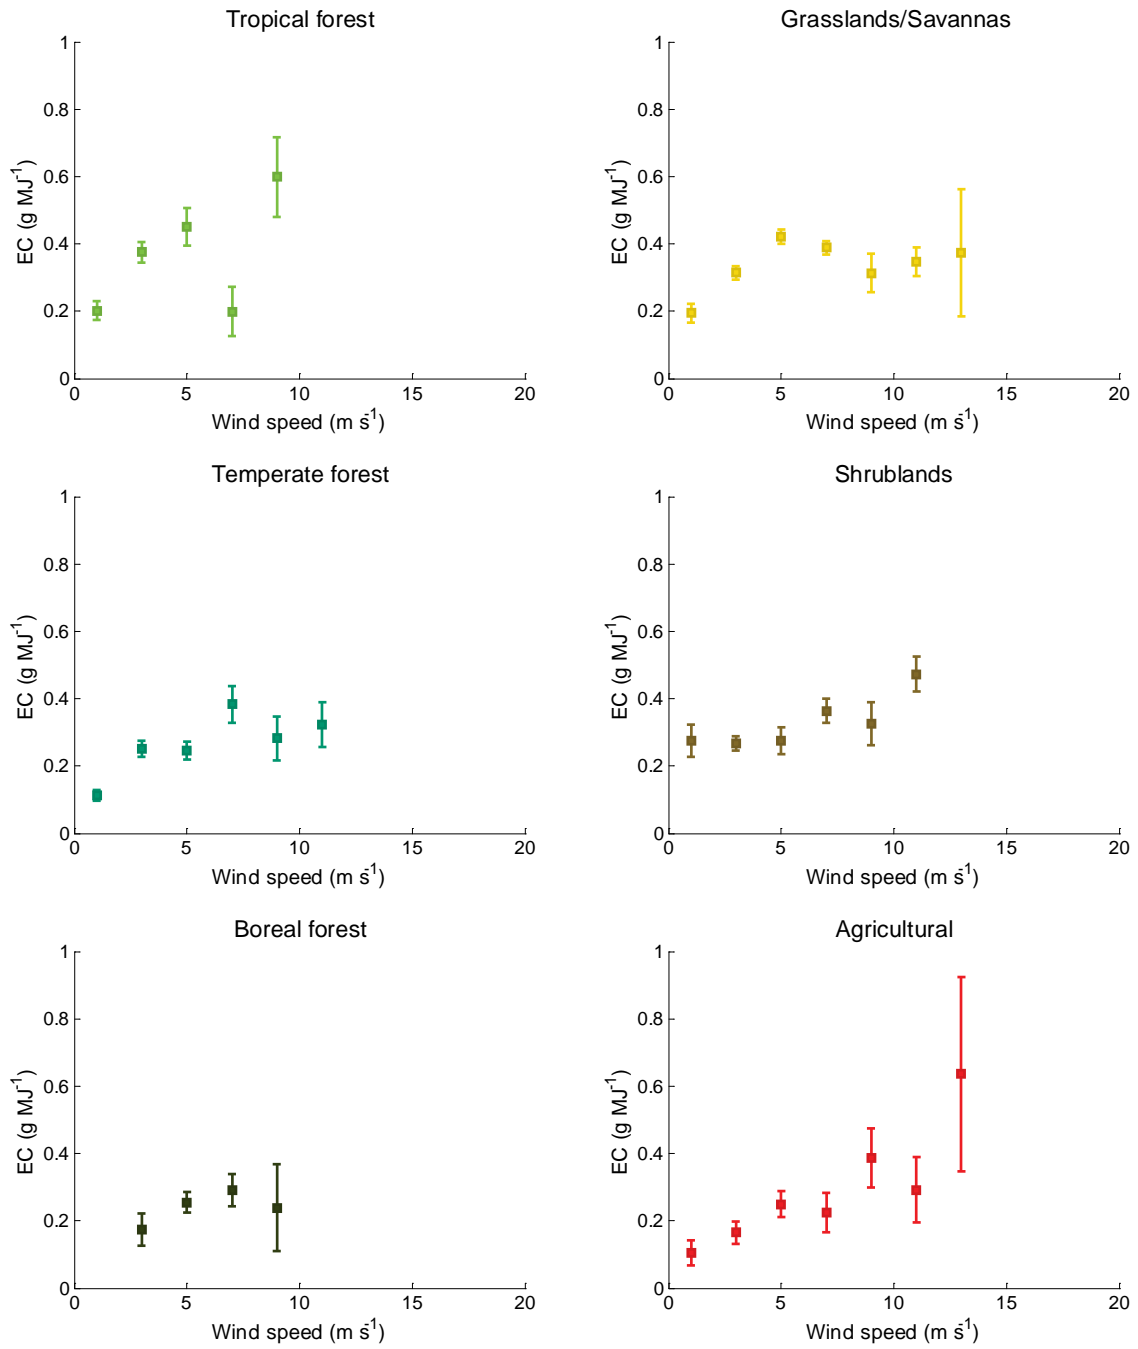 Tropical forest
1
0.8
0.6
0.4
0.2
0
EC (g MJ⁻¹)
0 5 10 15 20
Wind speed (m s⁻¹)
Grasslands/Savannas
1
0.8
0.6
0.4
0.2
0
EC (g MJ⁻¹)
0 5 10 15 20
Wind speed (m s⁻¹)
Temperate forest
1
0.8
0.6
0.4
0.2
0
EC (g MJ⁻¹)
0 5 10 15 20
Wind speed (m s⁻¹)
Shrublands
1
0.8
0.6
0.4
0.2
0
EC (g MJ⁻¹)
0 5 10 15 20
Wind speed (m s⁻¹)
Boreal forest
1
0.8
0.6
0.4
0.2
0
EC (g MJ⁻¹)
0 5 10 15 20
Wind speed (m s⁻¹)
Agricultural
1
0.8
0.6
0.4
0.2
0
EC (g MJ⁻¹)
0 5 10 15 20
Wind speed (m s⁻¹)